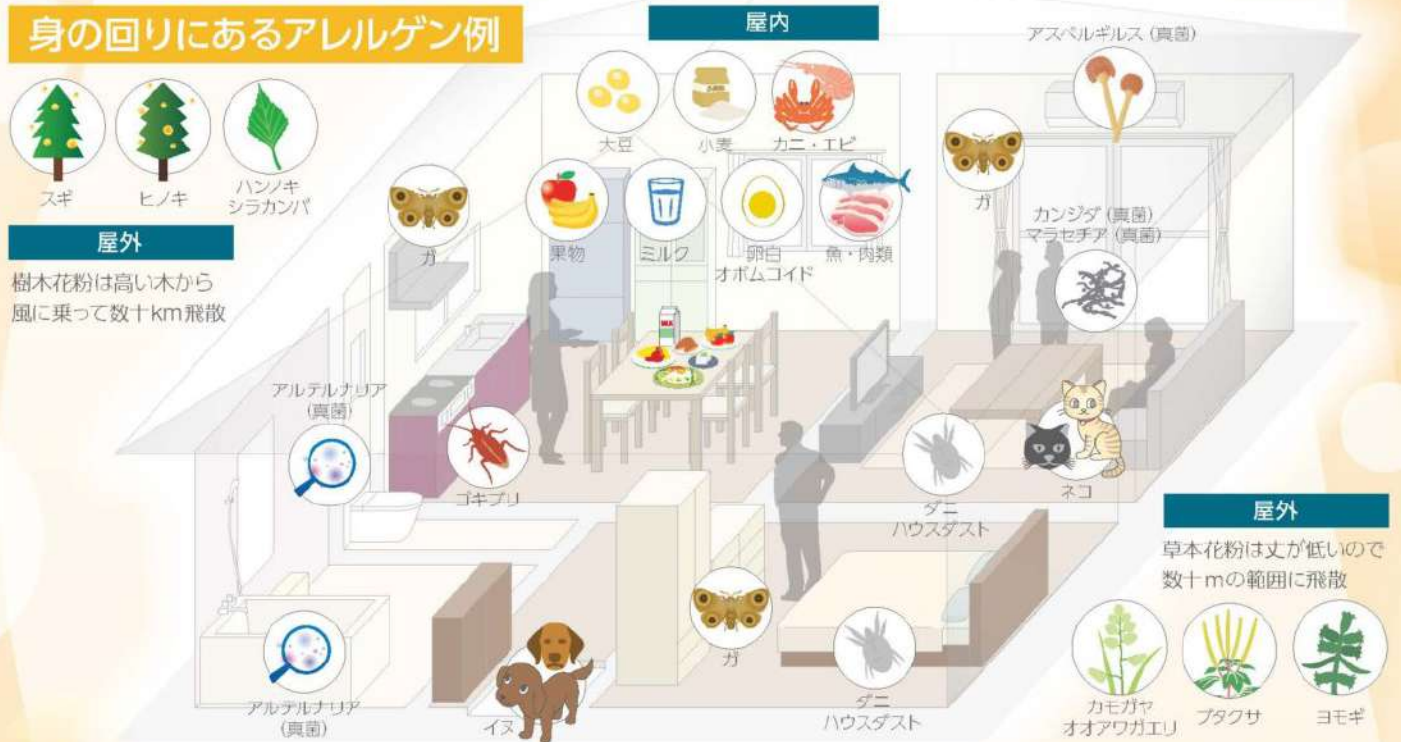 身の回りにあるアレルゲン例
スギ
ヒノキ
ハンノキ
シラカンバ
屋外
樹木花粉は高い木から
風に乗って数十km飛散
屋内
大豆
小麦
カニ・エビ
果物
ミルク
卵白
オボムコイド
魚・肉類
ガ
アスペルギルス (真菌)
ガ
カンジダ (真菌)
マラセチア (真菌)
アルテルナリア
(真菌)
ゴキブリ
ダニ
ハウスダスト
ネコ
アルテルナリア
(真菌)
イヌ
ガ
ダニ
ハウスダスト
屋外
草本花粉は丈が低いので
数十mの範囲に飛散
カモガヤ
オオアワガエリ
ブタクサ
ヨモギ